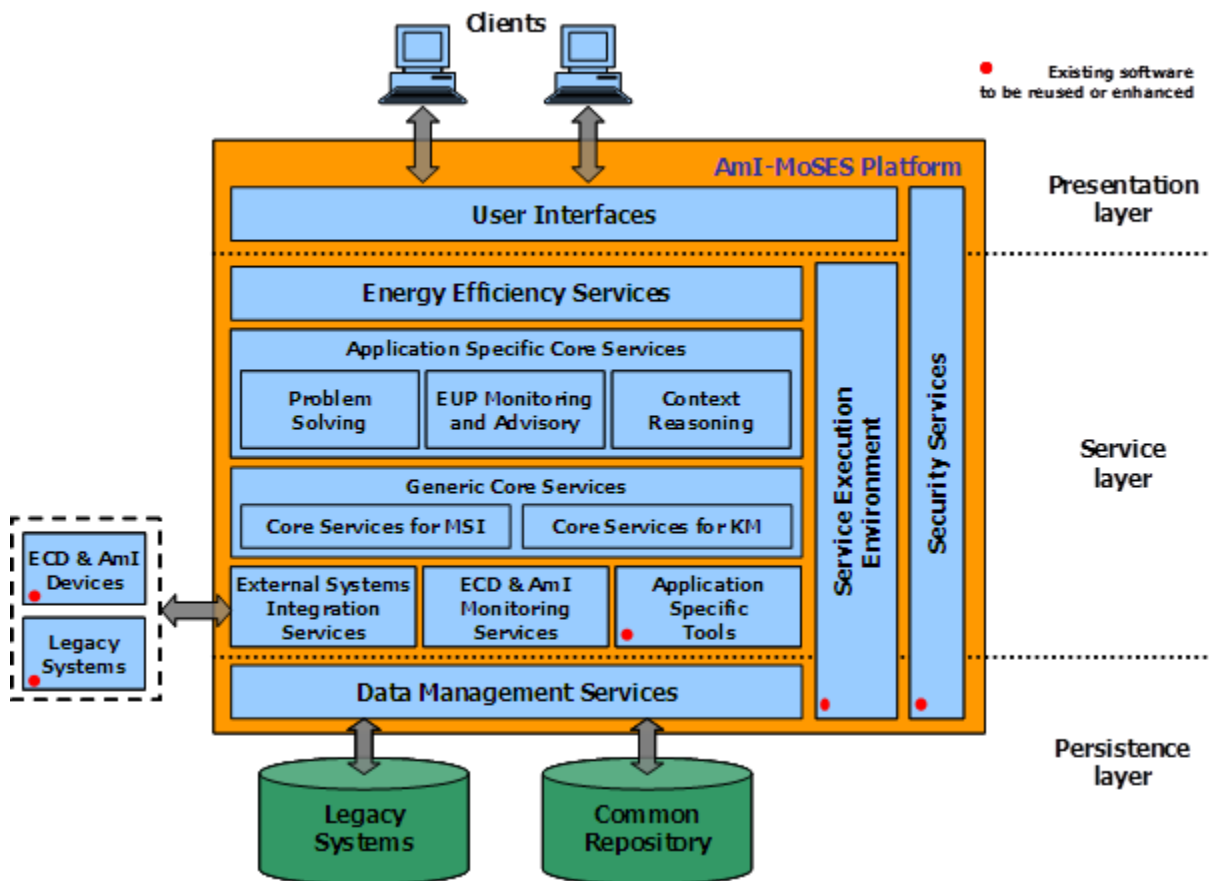 Clients
Existing software
to be reused or enhanced
AmI-MoSES Platform
Presentation
layer
User Interfaces
Energy Efficiency Services
Application Specific Core Services
Problem
Solving
EUP Monitoring
and Advisory
Context
Reasoning
Generic Core Services
Core Services for MSI
Core Services for KM
External Systems
Integration
Services
ECD & AmI
Monitoring
Services
Application
Specific
Tools
Service Execution
Environment
Security Services
Service
layer
ECD & AmI
Devices
Legacy
Systems
Data Management Services
Persistence
layer
Legacy
Systems
Common
Repository